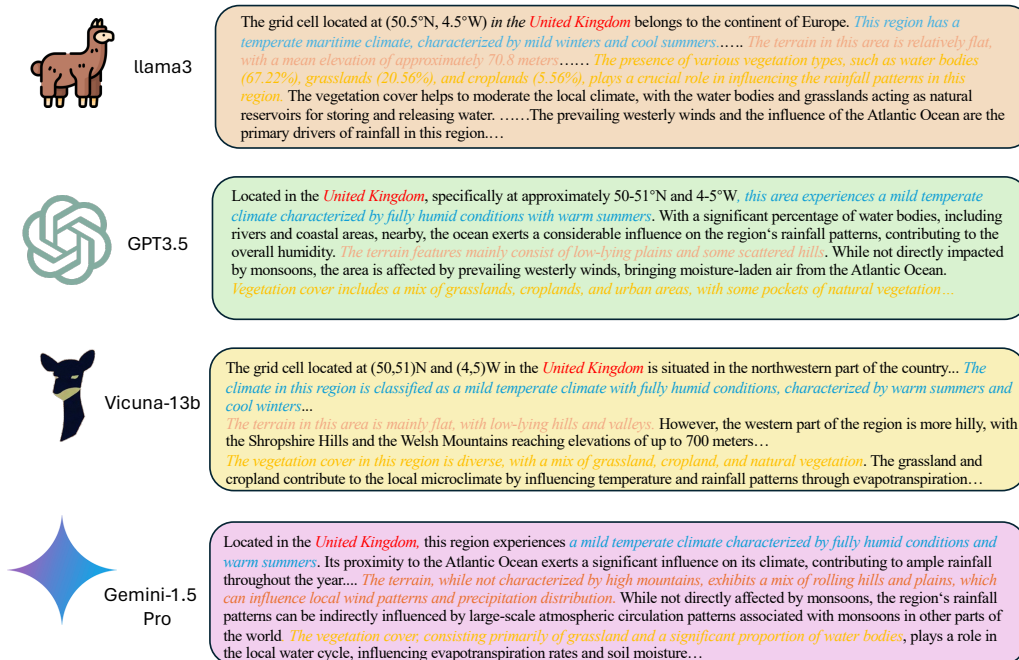 llama3
The grid cell located at (50.5°N, 4.5°W) in the United Kingdom belongs to the continent of Europe. This region has a
temperate maritime climate, characterized by mild winters and cool summers..…. The terrain in this area is relatively flat,
with a mean elevation of approximately 70.8 meters…… The presence of various vegetation types, such as water bodies
(67.22%), grasslands (20.56%), and croplands (5.56%), plays a crucial role in influencing the rainfall patterns in this
region. The vegetation cover helps to moderate the local climate, with the water bodies and grasslands acting as natural
reservoirs for storing and releasing water. ……The prevailing westerly winds and the influence of the Atlantic Ocean are the
primary drivers of rainfall in this region.…
GPT3.5
Located in the United Kingdom, specifically at approximately 50-51°N and 4-5°W, this area experiences a mild temperate
climate characterized by fully humid conditions with warm summers. With a significant percentage of water bodies, including
rivers and coastal areas, nearby, the ocean exerts a considerable influence on the region‘s rainfall patterns, contributing to the
overall humidity. The terrain features mainly consist of low-lying plains and some scattered hills. While not directly impacted
by monsoons, the area is affected by prevailing westerly winds, bringing moisture-laden air from the Atlantic Ocean.
Vegetation cover includes a mix of grasslands, croplands, and urban areas, with some pockets of natural vegetation…
Vicuna-13b
The grid cell located at (50,51)N and (4,5)W in the United Kingdom is situated in the northwestern part of the country... The
climate in this region is classified as a mild temperate climate with fully humid conditions, characterized by warm summers and
cool winters...
The terrain in this area is mainly flat, with low-lying hills and valleys. However, the western part of the region is more hilly, with
the Shropshire Hills and the Welsh Mountains reaching elevations of up to 700 meters…
The vegetation cover in this region is diverse, with a mix of grassland, cropland, and natural vegetation. The grassland and
cropland contribute to the local microclimate by influencing temperature and rainfall patterns through evapotranspiration…
Gemini-1.5
Pro
Located in the United Kingdom, this region experiences a mild temperate climate characterized by fully humid conditions and
warm summers. Its proximity to the Atlantic Ocean exerts a significant influence on its climate, contributing to ample rainfall
throughout the year.... The terrain, while not characterized by high mountains, exhibits a mix of rolling hills and plains, which
can influence local wind patterns and precipitation distribution. While not directly affected by monsoons, the region's rainfall
patterns can be indirectly influenced by large-scale atmospheric circulation patterns associated with monsoons in other parts of
the world. The vegetation cover, consisting primarily of grassland and a significant proportion of water bodies, plays a role in
the local water cycle, influencing evapotranspiration rates and soil moisture…